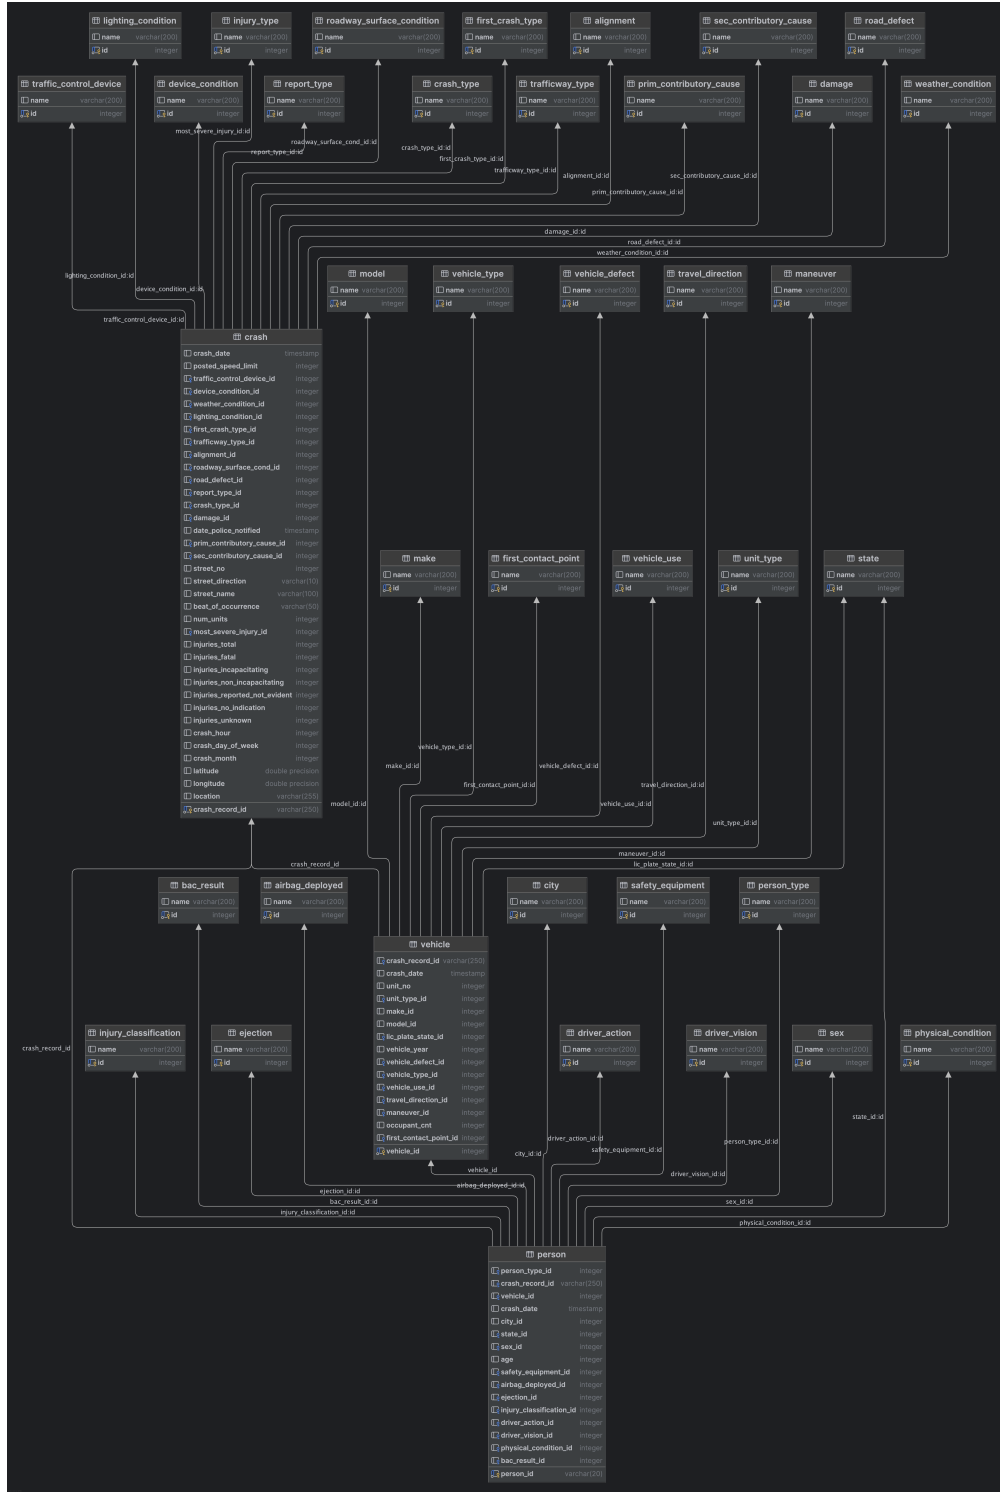 lighting_condition
name varchar(200)
id integer
injury_type
name varchar(200)
id integer
roadway_surface_condition
name varchar(200)
id integer
first_crash_type
name varchar(200)
id integer
alignment
name varchar(200)
id integer
sec_contributory_cause
name varchar(200)
id integer
road_defect
name varchar(200)
id integer
traffic_control_device
name varchar(200)
id integer
device_condition
name varchar(200)
id integer
report_type
name varchar(200)
id integer
crash_type
name varchar(200)
id integer
trafficway_type
name varchar(200)
id integer
prim_contributory_cause
name varchar(200)
id integer
damage
name varchar(200)
id integer
weather_condition
name varchar(200)
id integer
most_severe_injury_id:id
roadway_surface_cond_id:id
report_type_id:id
crash_type_id:id
first_crash_type_id:id
trafficway_type_id:id
alignment_id:id
sec_contributory_cause_id:id
prim_contributory_cause_id:id
damage_id:id
road_defect_id:id
weather_condition_id:id
lighting_condition_id:id
device_condition_id:id
traffic_control_device_id:id
model
name varchar(200)
id integer
vehicle_type
name varchar(200)
id integer
vehicle_defect
name varchar(200)
id integer
travel_direction
name varchar(200)
id integer
maneuver
name varchar(200)
id integer
crash
crash_date timestamp
posted_speed_limit integer
traffic_control_device_id integer
device_condition_id integer
weather_condition_id integer
lighting_condition_id integer
first_crash_type_id integer
trafficway_type_id integer
alignment_id integer
roadway_surface_cond_id integer
road_defect_id integer
report_type_id integer
crash_type_id integer
damage_id integer
date_police_notified timestamp
prim_contributory_cause_id integer
sec_contributory_cause_id integer
street_no integer
street_direction varchar(10)
street_name varchar(100)
beat_of_occurrence varchar(50)
num_units integer
most_severe_injury_id integer
injuries_total integer
injuries_fatal integer
injuries_incapacitating integer
injuries_non_incapacitating integer
injuries_reported_not_evident integer
injuries_no_indication integer
injuries_unknown integer
crash_hour integer
crash_day_of_week integer
crash_month integer
latitude double precision
longitude double precision
location varchar(255)
crash_record_id varchar(250)
make
name varchar(200)
id integer
first_contact_point
name varchar(200)
id integer
vehicle_use
name varchar(200)
id integer
unit_type
name varchar(200)
id integer
state
name varchar(200)
id integer
vehicle_type_id:id
make_id:id
vehicle_defect_id:id
first_contact_point_id:id
travel_direction_id:id
model_id:id
vehicle_use_id:id
unit_type_id:id
maneuver_id:id
lic_plate_state_id:id
crash_record_id
bac_result
name varchar(200)
id integer
airbag_deployed
name varchar(200)
id integer
city
name varchar(200)
id integer
safety_equipment
name varchar(200)
id integer
person_type
name varchar(200)
id integer
vehicle
crash_record_id varchar(250)
crash_date timestamp
unit_no integer
unit_type_id integer
make_id integer
model_id integer
lic_plate_state_id integer
vehicle_year integer
vehicle_defect_id integer
vehicle_type_id integer
vehicle_use_id integer
travel_direction_id integer
maneuver_id integer
occupant_cnt integer
first_contact_point_id integer
vehicle_id integer
injury_classification
name varchar(200)
id integer
ejection
name varchar(200)
id integer
driver_action
name varchar(200)
id integer
driver_vision
name varchar(200)
id integer
sex
name varchar(200)
id integer
physical_condition
name varchar(200)
id integer
crash_record_id
state_id:id
driver_action_id:id
person_type_id:id
city_id:id
safety_equipment_id:id
vehicle_id
driver_vision_id:id
airbag_deployed_id:id
ejection_id:id
bac_result_id:id
sex_id:id
injury_classification_id:id
physical_condition_id:id
person
person_type_id integer
crash_record_id varchar(250)
vehicle_id integer
crash_date timestamp
city_id integer
state_id integer
sex_id integer
age integer
safety_equipment_id integer
airbag_deployed_id integer
ejection_id integer
injury_classification_id integer
driver_action_id integer
driver_vision_id integer
physical_condition_id integer
bac_result_id integer
person_id varchar(20)